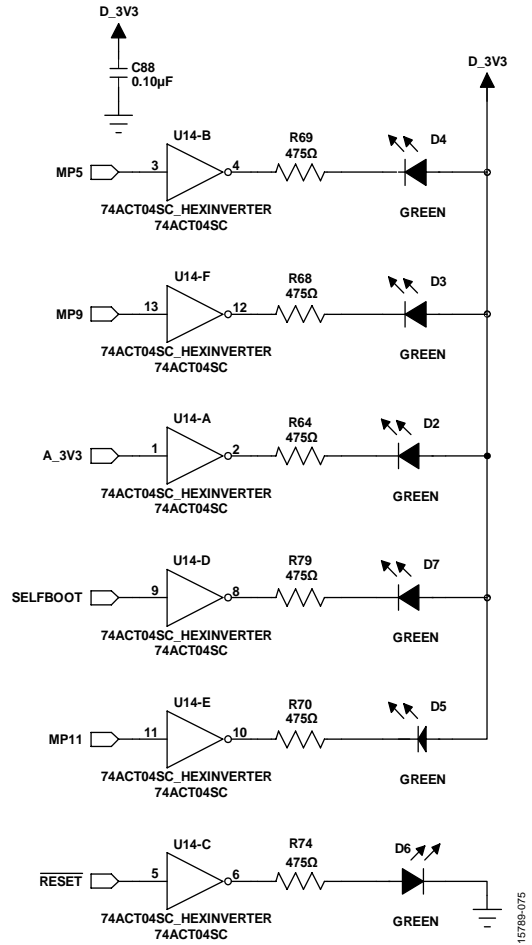 D_3V3
C88
0.10µF
D_3V3
U14-B
R69
475Ω
D4
MP5
3
4
74ACT04SC_HEXINVERTER
74ACT04SC
GREEN
U14-F
R68
475Ω
D3
MP9
13
12
74ACT04SC_HEXINVERTER
74ACT04SC
GREEN
U14-A
R64
475Ω
D2
A_3V3
1
2
74ACT04SC_HEXINVERTER
74ACT04SC
GREEN
U14-D
R79
475Ω
D7
SELFBOOT
9
8
74ACT04SC_HEXINVERTER
74ACT04SC
GREEN
U14-E
R70
475Ω
D5
MP11
11
10
74ACT04SC_HEXINVERTER
74ACT04SC
GREEN
U14-C
R74
475Ω
D6
RESET
5
6
74ACT04SC_HEXINVERTER
74ACT04SC
GREEN
15789-075